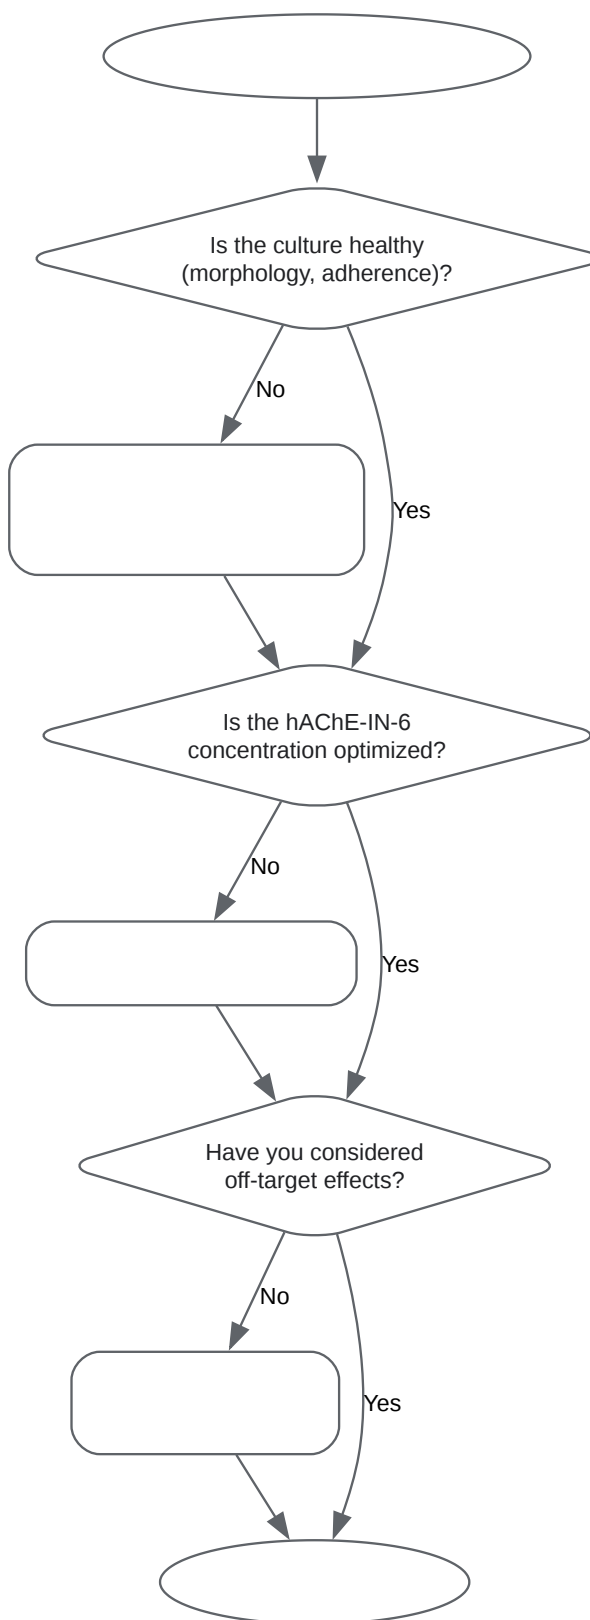 Is the culture healthy
(morphology, adherence)?
No
Yes
Is the hAChE-IN-6
concentration optimized?
No
Yes
Have you considered
off-target effects?
No
Yes